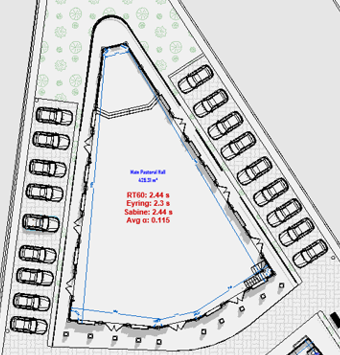 Main Pastoral Hall
RT60: 2.44 s
Eyring: 2.3 s
Sabine: 2.44 s
Avg α: 0.115